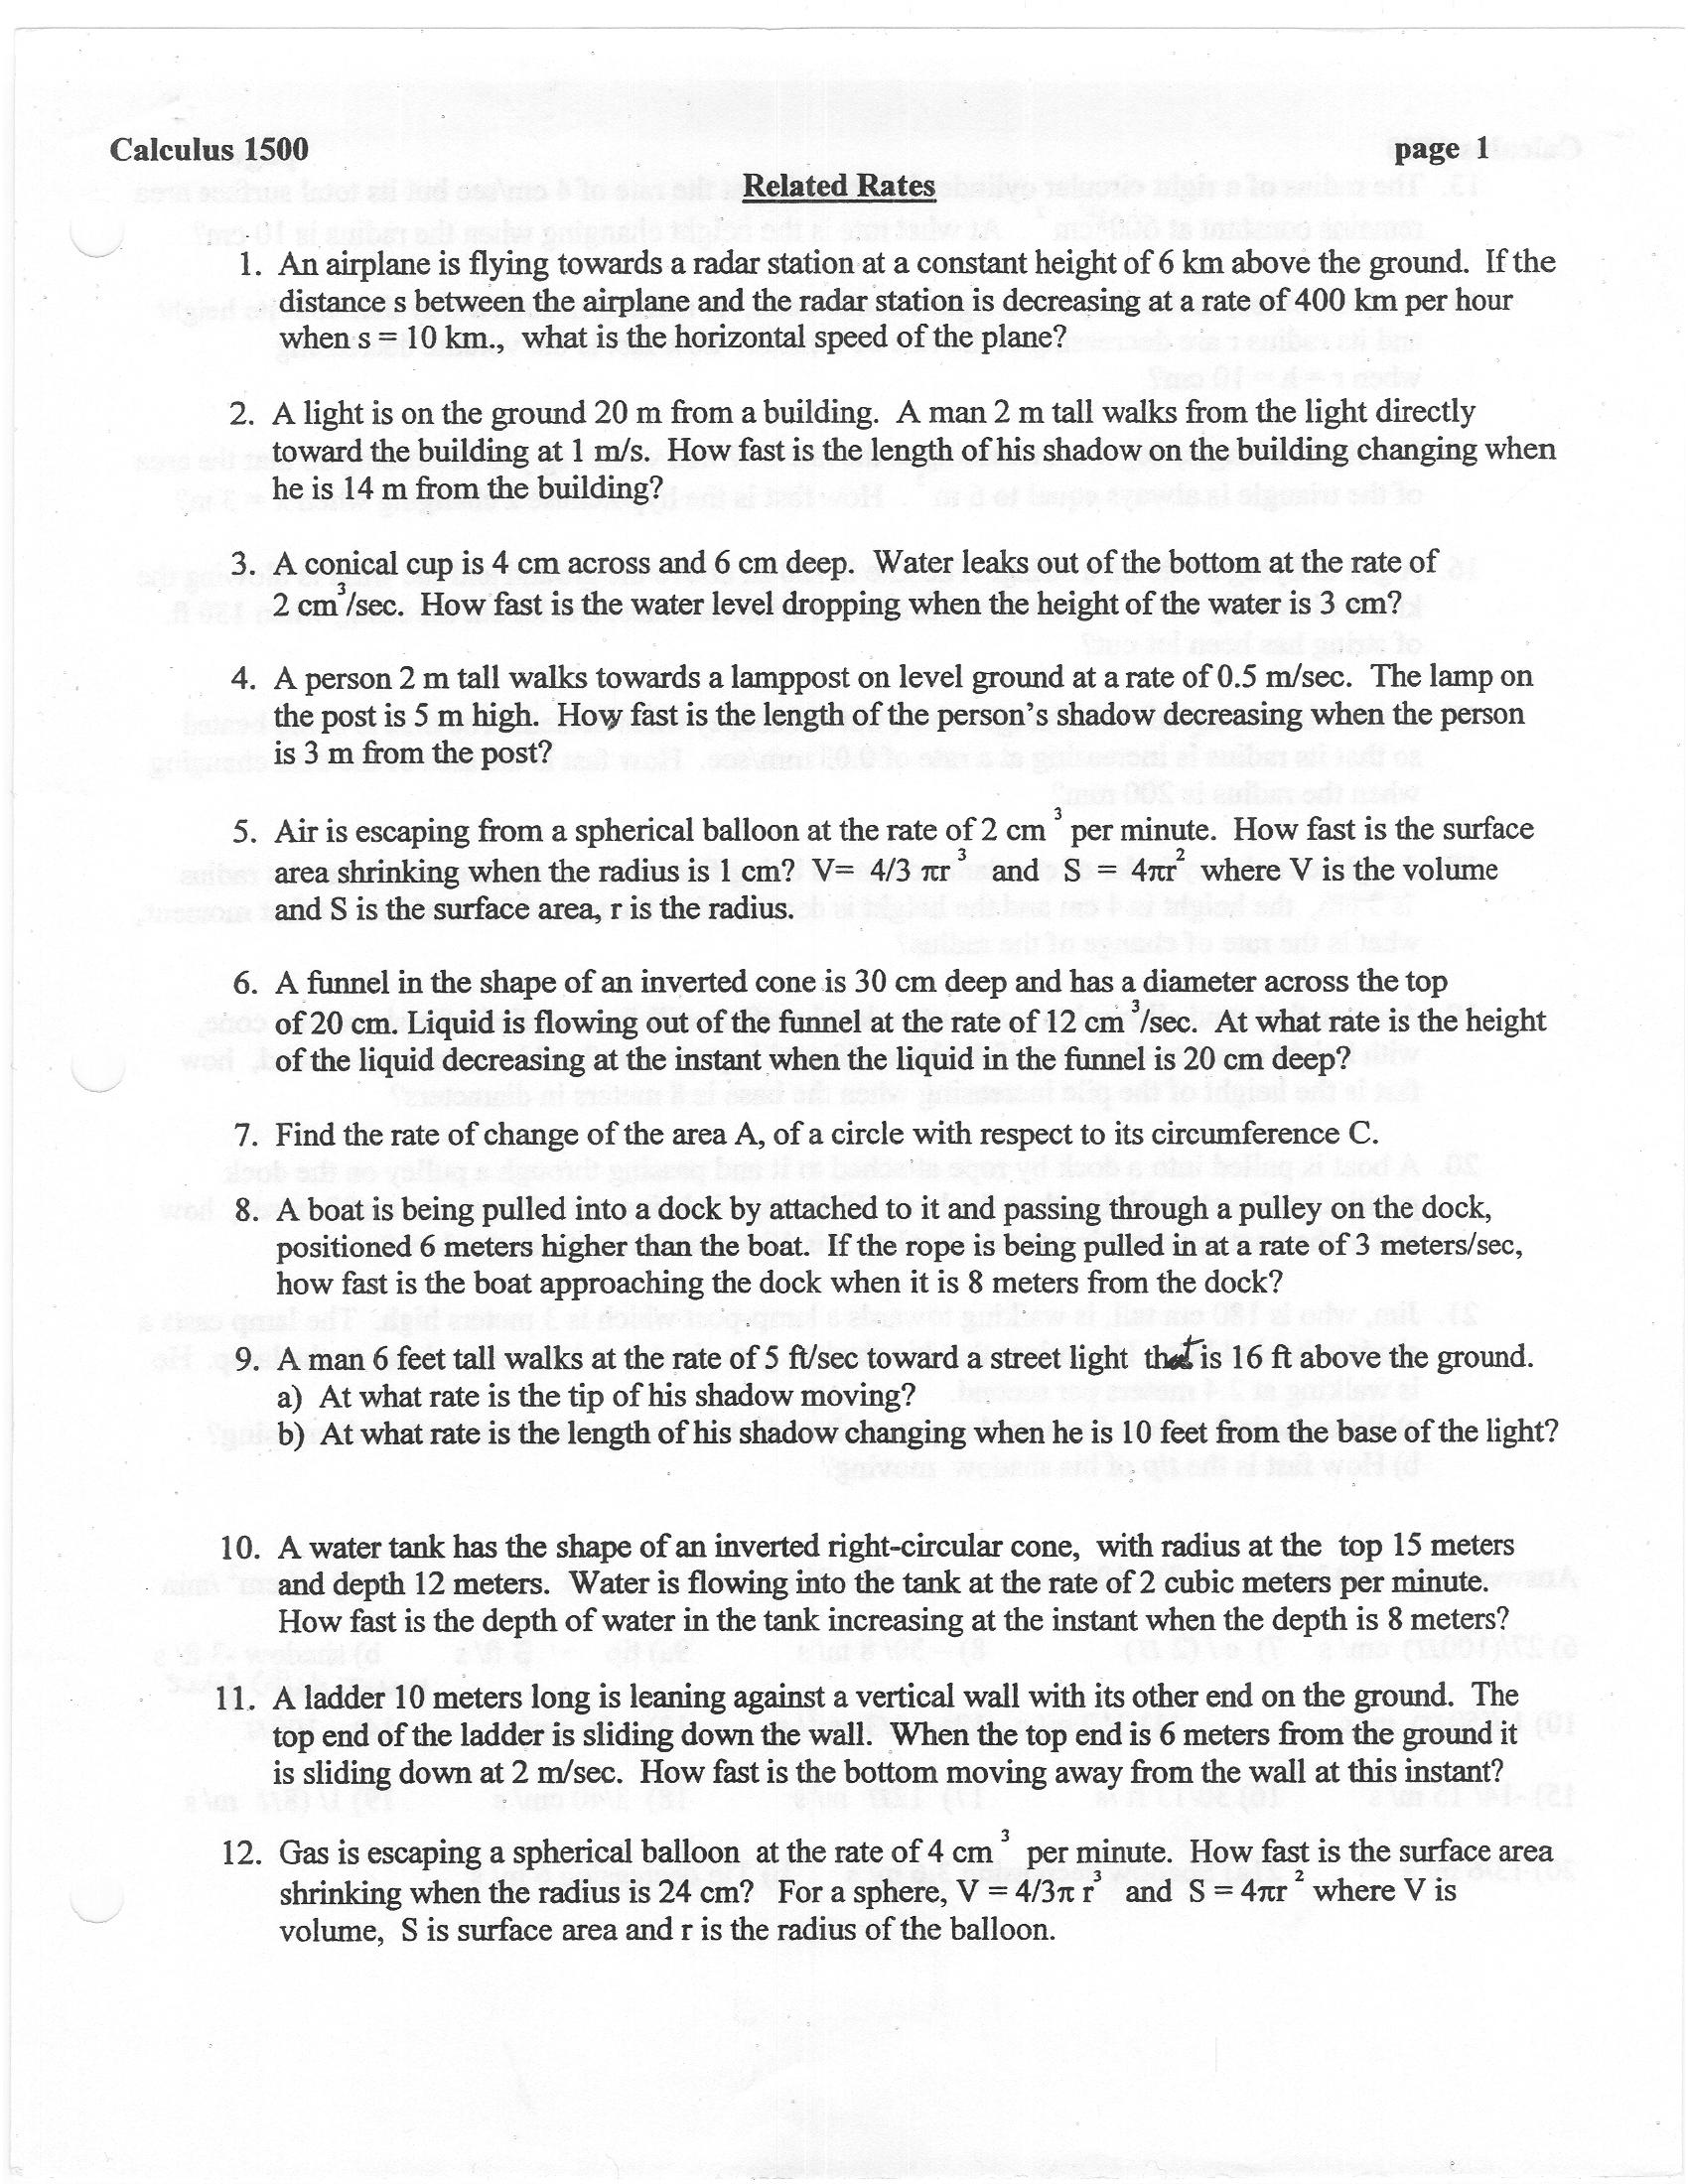 Calculus 1500 page 1
Related Rates
1. An airplane is flying towards a radar station at a constant height of 6 km above the ground. If the
distance s between the airplane and the radar station is decreasing at a rate of 400 km per hour
when s = 10 km., what is the horizontal speed of the plane?
2. A light is on the ground 20 m from a building. A man 2 m tall walks from the light directly
toward the building at 1 m/s. How fast is the length of his shadow on the building changing when
he is 14 m from the building?
3. A conical cup is 4 cm across and 6 cm deep. Water leaks out of the bottom at the rate of
2 cm³/sec. How fast is the water level dropping when the height of the water is 3 cm?
4. A person 2 m tall walks towards a lamppost on level ground at a rate of 0.5 m/sec. The lamp on
the post is 5 m high. How fast is the length of the person's shadow decreasing when the person
is 3 m from the post?
5. Air is escaping from a spherical balloon at the rate of 2 cm ³ per minute. How fast is the surface
area shrinking when the radius is 1 cm? V= 4/3 πr³ and S = 4πr² where V is the volume
and S is the surface area, r is the radius.
6. A funnel in the shape of an inverted cone is 30 cm deep and has a diameter across the top
of 20 cm. Liquid is flowing out of the funnel at the rate of 12 cm³/sec. At what rate is the height
of the liquid decreasing at the instant when the liquid in the funnel is 20 cm deep?
7. Find the rate of change of the area A, of a circle with respect to its circumference C.
8. A boat is being pulled into a dock by attached to it and passing through a pulley on the dock,
positioned 6 meters higher than the boat. If the rope is being pulled in at a rate of 3 meters/sec,
how fast is the boat approaching the dock when it is 8 meters from the dock?
9. A man 6 feet tall walks at the rate of 5 ft/sec toward a street light that is 16 ft above the ground.
a) At what rate is the tip of his shadow moving?
b) At what rate is the length of his shadow changing when he is 10 feet from the base of the light?
10. A water tank has the shape of an inverted right-circular cone, with radius at the top 15 meters
and depth 12 meters. Water is flowing into the tank at the rate of 2 cubic meters per minute.
How fast is the depth of water in the tank increasing at the instant when the depth is 8 meters?
11. A ladder 10 meters long is leaning against a vertical wall with its other end on the ground. The
top end of the ladder is sliding down the wall. When the top end is 6 meters from the ground it
is sliding down at 2 m/sec. How fast is the bottom moving away from the wall at this instant?
12. Gas is escaping a spherical balloon at the rate of 4 cm ³ per minute. How fast is the surface area
shrinking when the radius is 24 cm? For a sphere, V = 4/3π r³ and S = 4πr ² where V is
volume, S is surface area and r is the radius of the balloon.